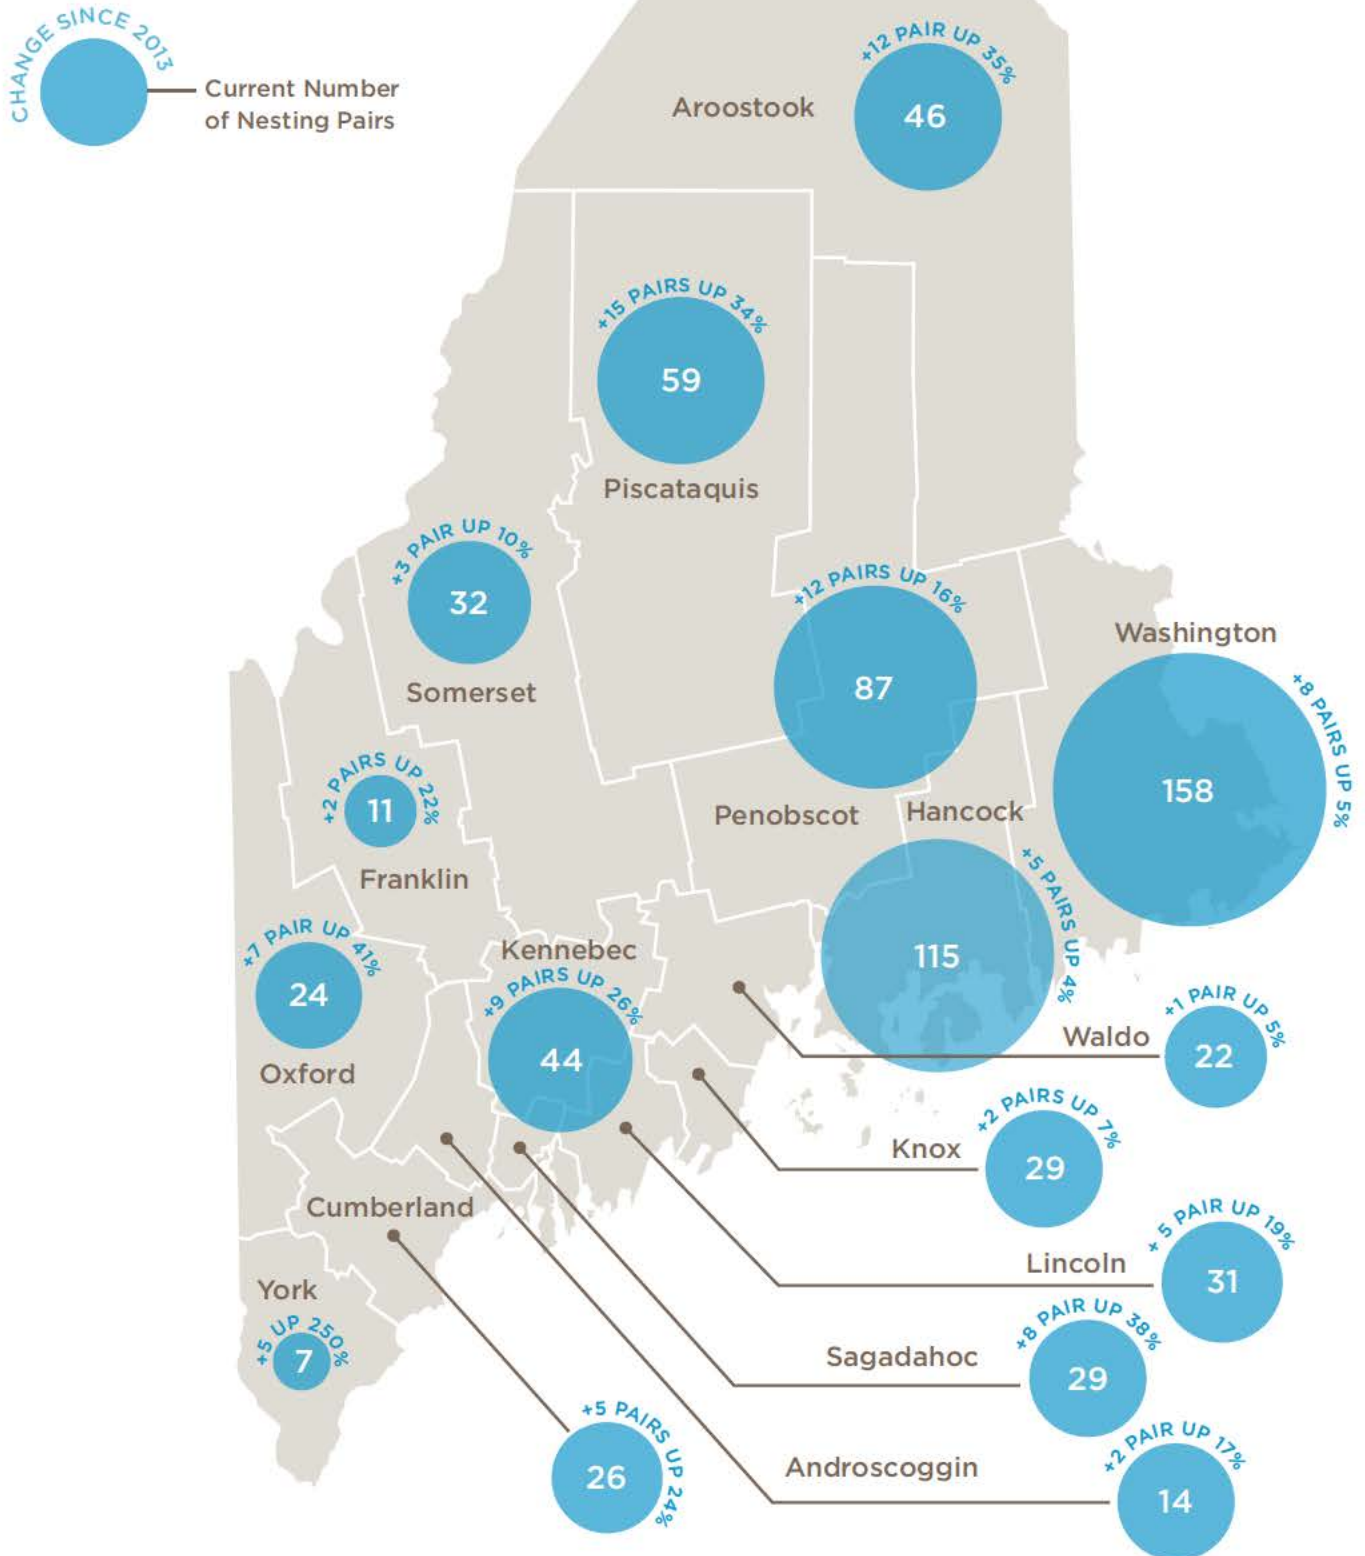 CHANGE SINCE 2013
Current Number
of Nesting Pairs
+12 PAIR UP 35%
Aroostook
46
+15 PAIRS UP 34%
59
Piscataquis
+3 PAIR UP 10%
32
Somerset
+12 PAIRS UP 16%
87
Penobscot
Washington
+8 PAIRS UP 5%
158
+2 PAIRS UP 22%
11
Franklin
Hancock
+5 PAIRS UP 4%
115
+7 PAIR UP 41%
24
Oxford
Kennebec
+9 PAIRS UP 26%
44
Waldo
+1 PAIR UP 5%
22
Knox
+2 PAIRS UP 7%
29
Cumberland
Lincoln
+ 5 PAIR UP 19%
31
York
+5 UP 250%
7
Sagadahoc
+8 PAIR UP 38%
29
+5 PAIRS UP 24%
26
Androscoggin
+2 PAIR UP 17%
14